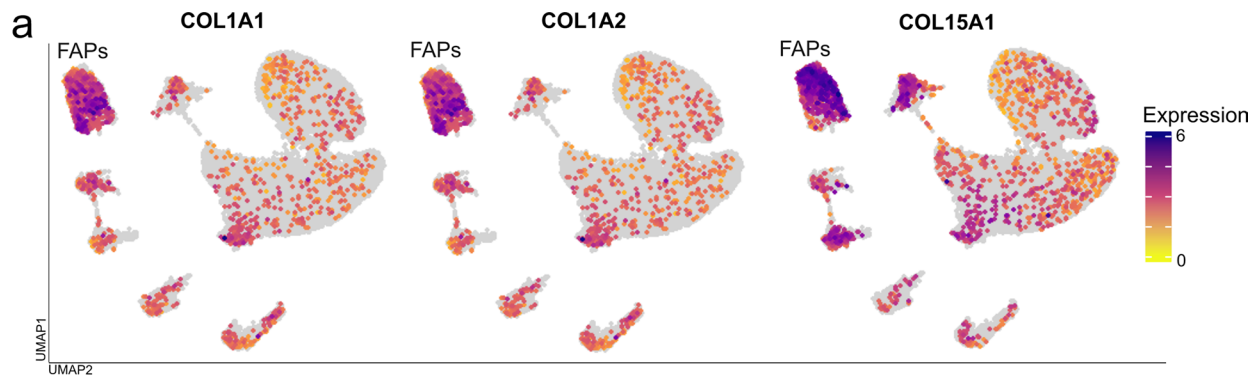 a
COL1A1
COL1A2
COL15A1
FAPs
FAPs
FAPs
Expression
6
0
UMAP1
UMAP2